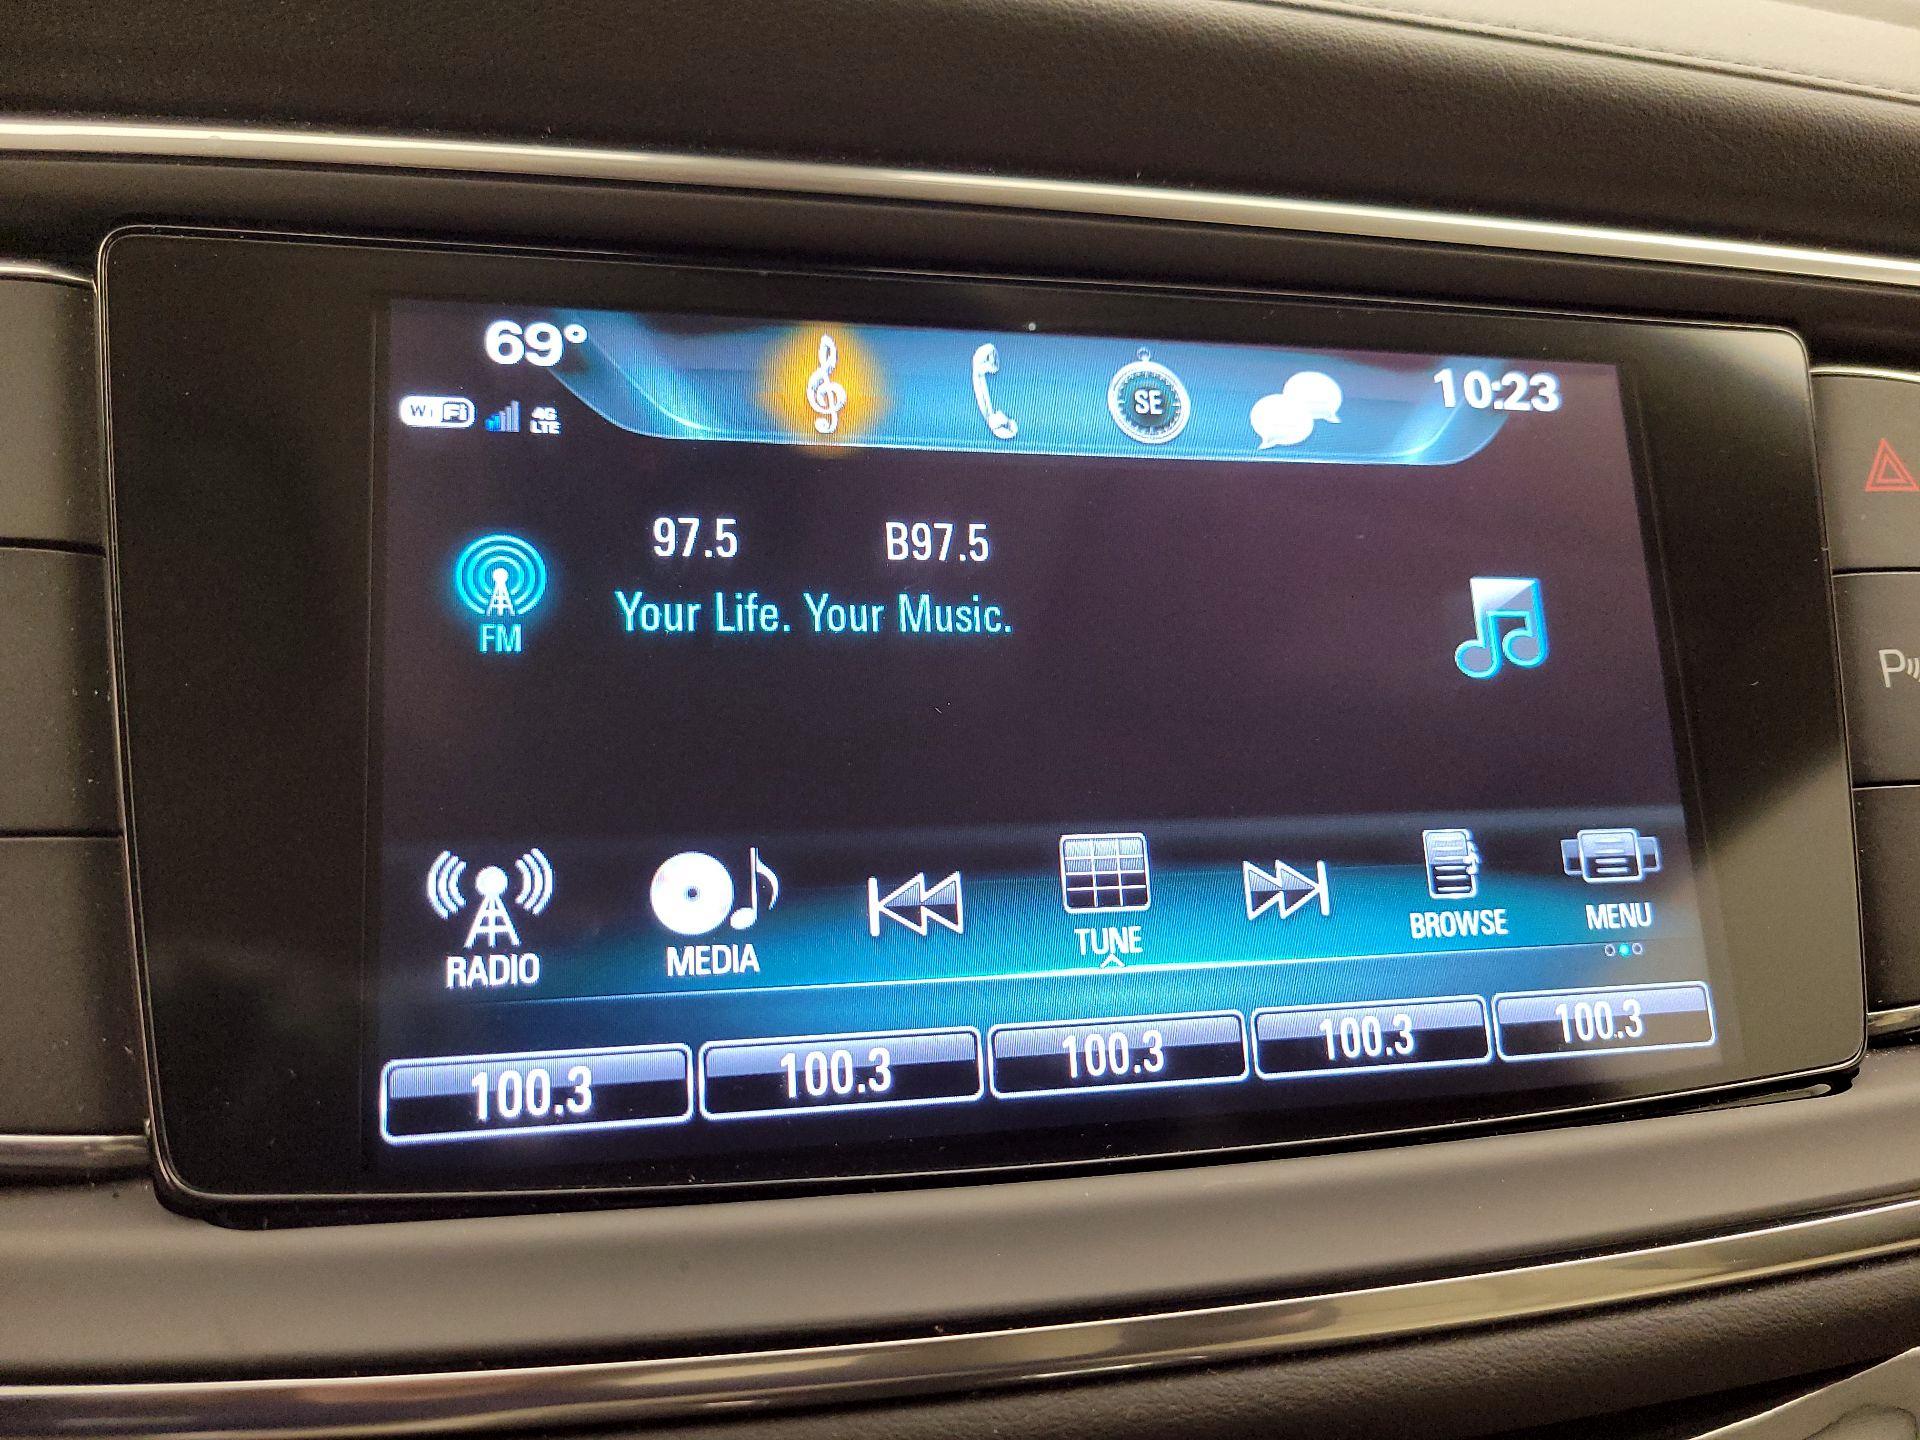 69°
WiFi 4G LTE
SE
10:23
97.5 B97.5
Your Life. Your Music.
FM
RADIO MEDIA TUNE BROWSE MENU
100.3 100.3 100.3 100.3 100.3
P